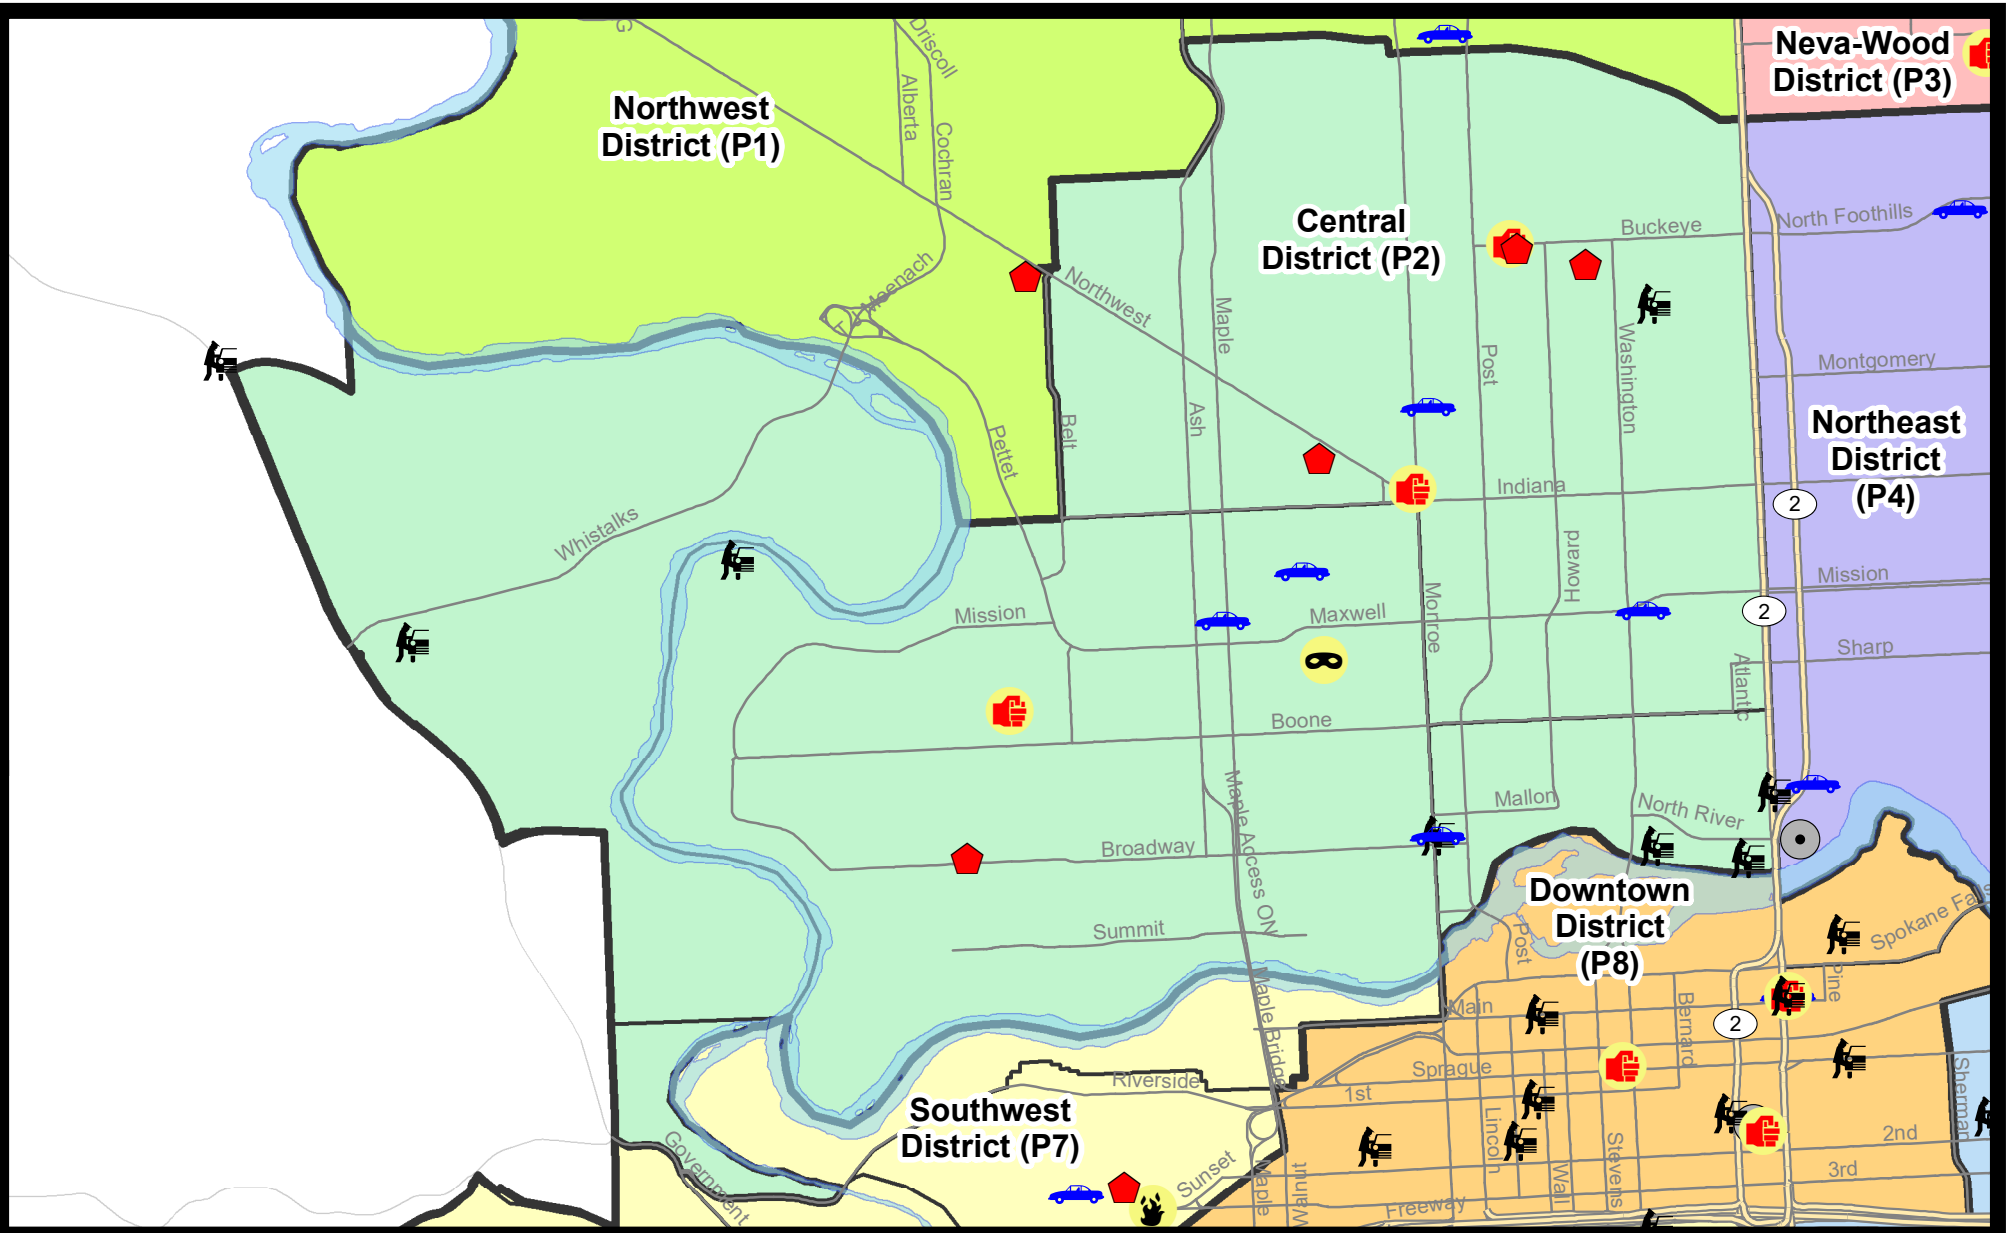 G
Driscoll
Alberta
Cochran
Northwest
District (P1)
Neva-Wood
District (P3)
Central
District (P2)
Buckeye
North Foothills
Meenach
Northwest
Maple
Post
Washington
Montgomery
Northeast
District
(P4)
Ash
Belt
Pettet
Indiana
2
Whistalks
Howard
Mission
Mission
Maxwell
Monroe
2
Sharp
Atlantic
Boone
Maple Access ON
Mallon
North River
Broadway
Summit
Downtown
District
(P8)
Post
Spokane Fa
Pine
Main
Bernard
2
Maple Bridge
Riverside
Sprague
1st
Sherman
Southwest
District (P7)
Government
Lincoln
Stevens
2nd
3rd
Sunset
Maple
Walnut
Wall
Freeway